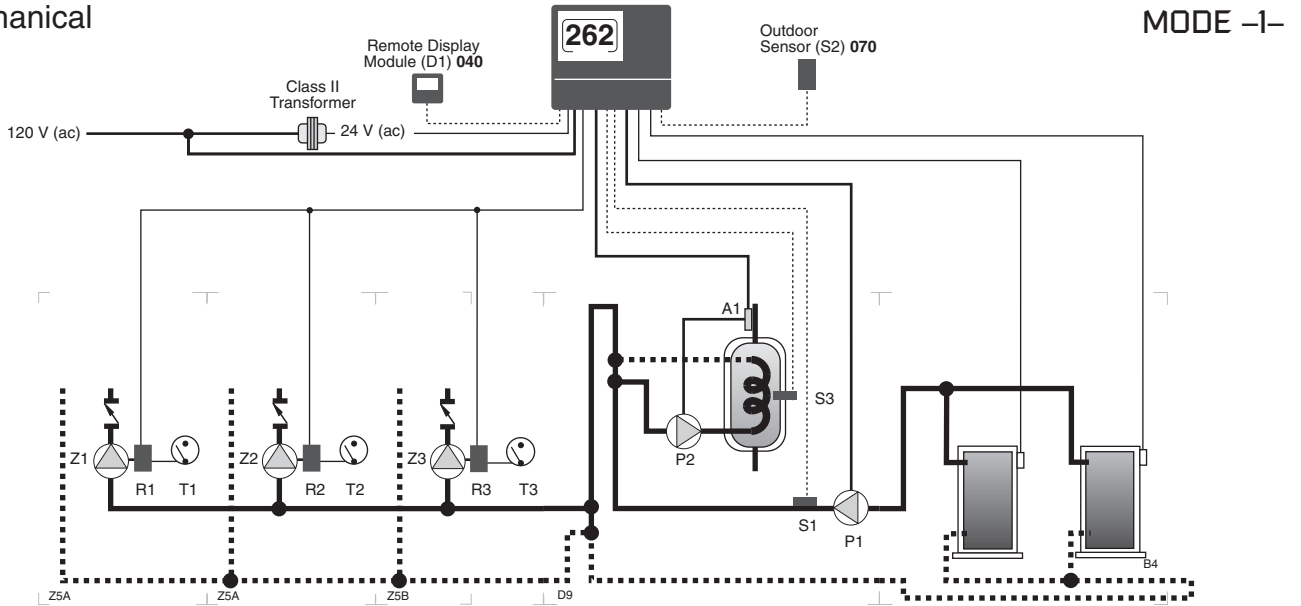 hanical
MODE –1–
262
Remote Display
Module (D1) 040
Outdoor
Sensor (S2) 070
Class II
Transformer
120 V (ac)
24 V (ac)
A1
S3
P2
Z1
R1
T1
Z2
R2
T2
Z3
R3
T3
S1
P1
B4
Z5A
Z5A
Z5B
D9